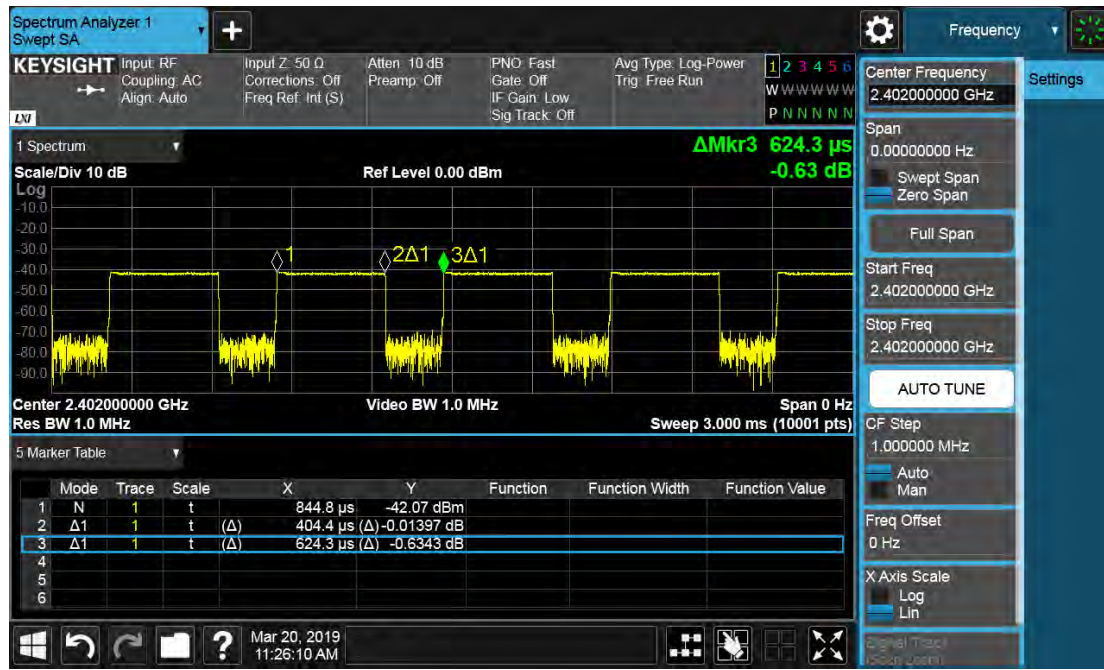 Spectrum Analyzer 1
Swept SA
+
Frequency
KEYSIGHT
Input: RF
Coupling: AC
Align: Auto
Input Z: 50 Ω
Corrections: Off
Freq Ref: Int (S)
Atten: 10 dB
Preamp: Off
PNO: Fast
Gate: Off
IF Gain: Low
Sig Track: Off
Avg Type: Log-Power
Trig: Free Run
1 2 3 4 5 6
W W W W W W
P N N N N N
LXI
1 Spectrum
Scale/Div 10 dB
Ref Level 0.00 dBm
ΔMkr3 624.3 µs
-0.63 dB
Log
-10.0
-20.0
-30.0
-40.0
-50.0
-60.0
-70.0
-80.0
-90.0
1
2Δ1
3Δ1
Center 2.402000000 GHz
Video BW 1.0 MHz
Span 0 Hz
Res BW 1.0 MHz
Sweep 3.000 ms (10001 pts)
5 Marker Table
Mode Trace Scale X Y Function Function Width Function Value
1 N 1 t 844.8 µs -42.07 dBm
2 Δ1 1 t (Δ) 404.4 µs (Δ) -0.01397 dB
3 Δ1 1 t (Δ) 624.3 µs (Δ) -0.6343 dB
4
5
6
?
Mar 20, 2019
11:26:10 AM
Center Frequency
2.402000000 GHz
Settings
Span
0.00000000 Hz
Swept Span
Zero Span
Full Span
Start Freq
2.402000000 GHz
Stop Freq
2.402000000 GHz
AUTO TUNE
CF Step
1.000000 MHz
Auto
Man
Freq Offset
0 Hz
X Axis Scale
Log
Lin
Signal Track
(Span Zoom)